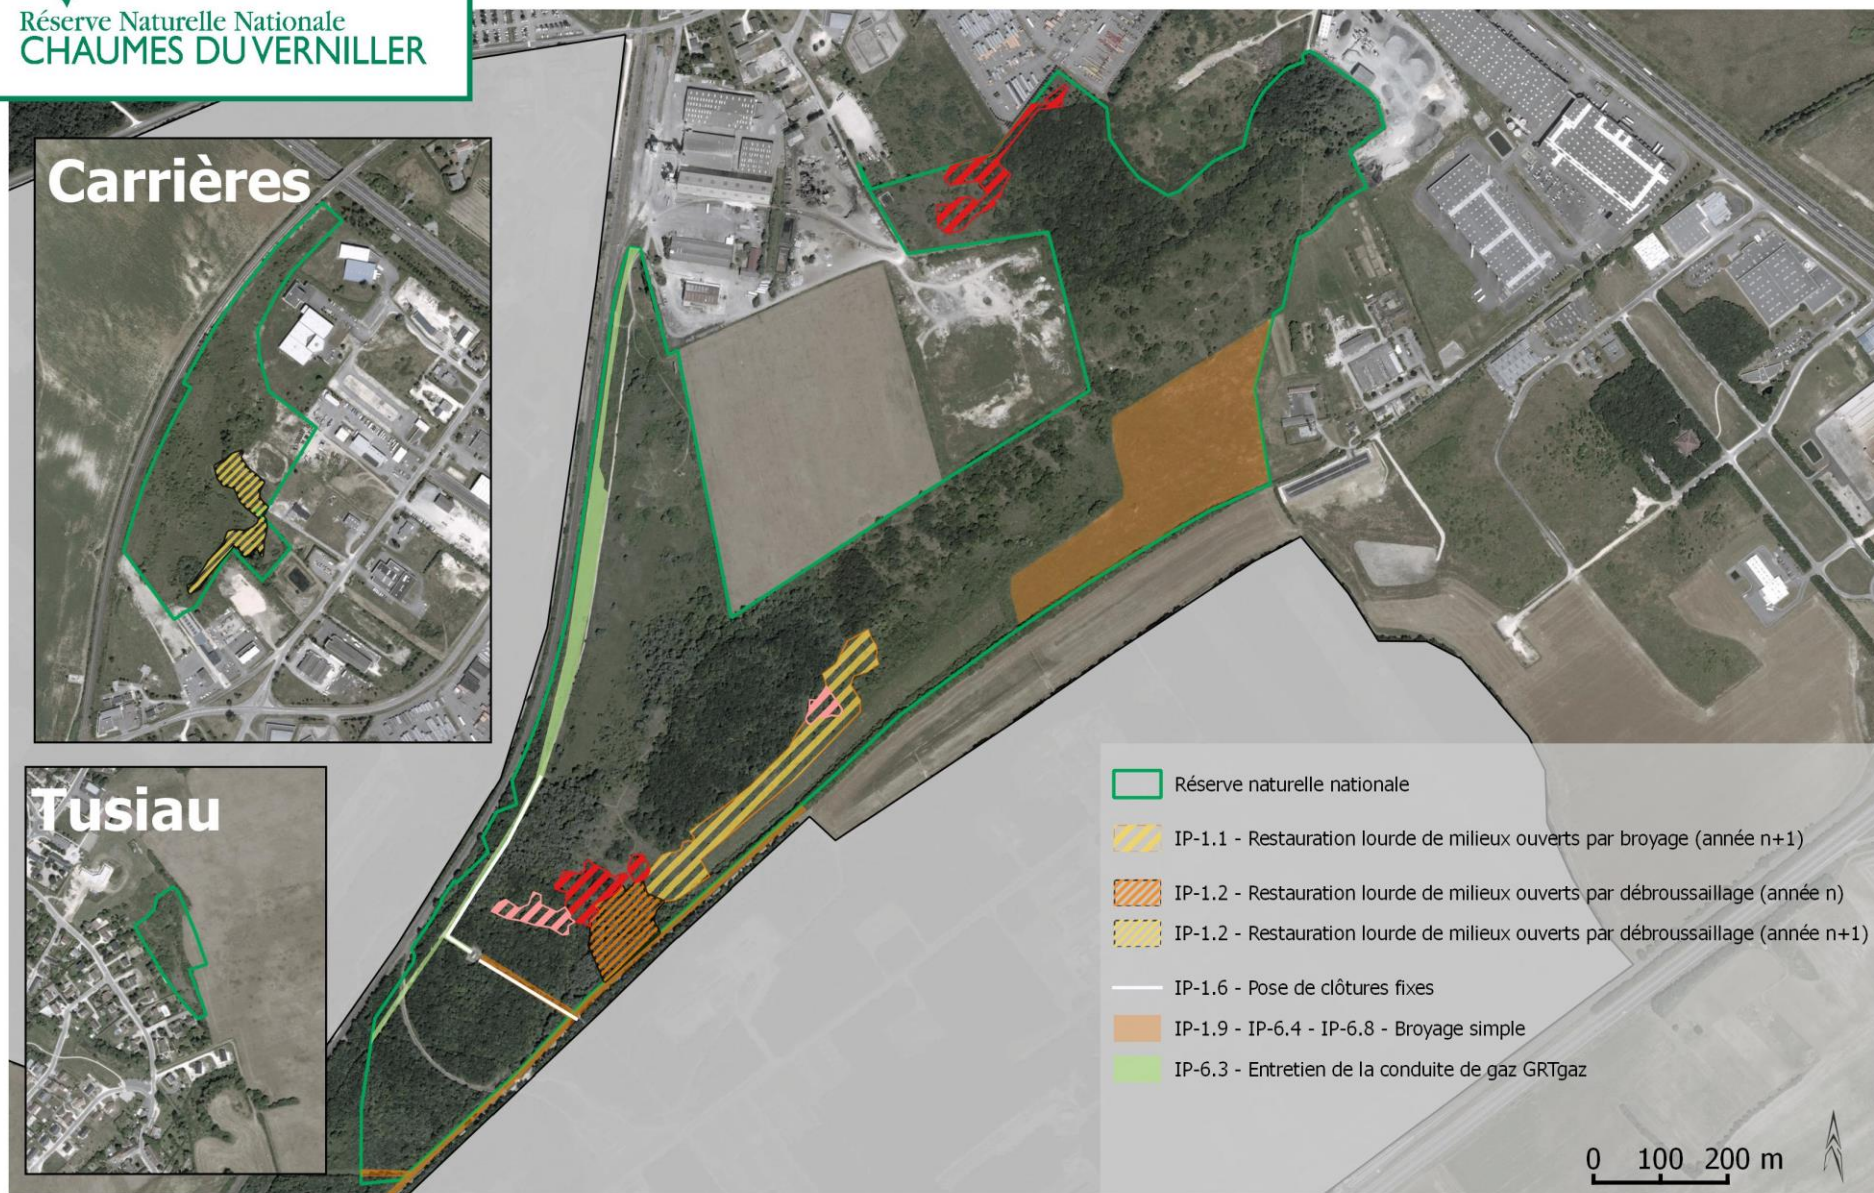 Réserve Naturelle Nationale
CHAUMES DU VERNILLER
Carrières
Tusiau
Réserve naturelle nationale
IP-1.1 - Restauration lourde de milieux ouverts par broyage (année n+1)
IP-1.2 - Restauration lourde de milieux ouverts par débroussaillage (année n)
IP-1.2 - Restauration lourde de milieux ouverts par débroussaillage (année n+1)
IP-1.6 - Pose de clôtures fixes
IP-1.9 - IP-6.4 - IP-6.8 - Broyage simple
IP-6.3 - Entretien de la conduite de gaz GRTgaz
0 100 200 m